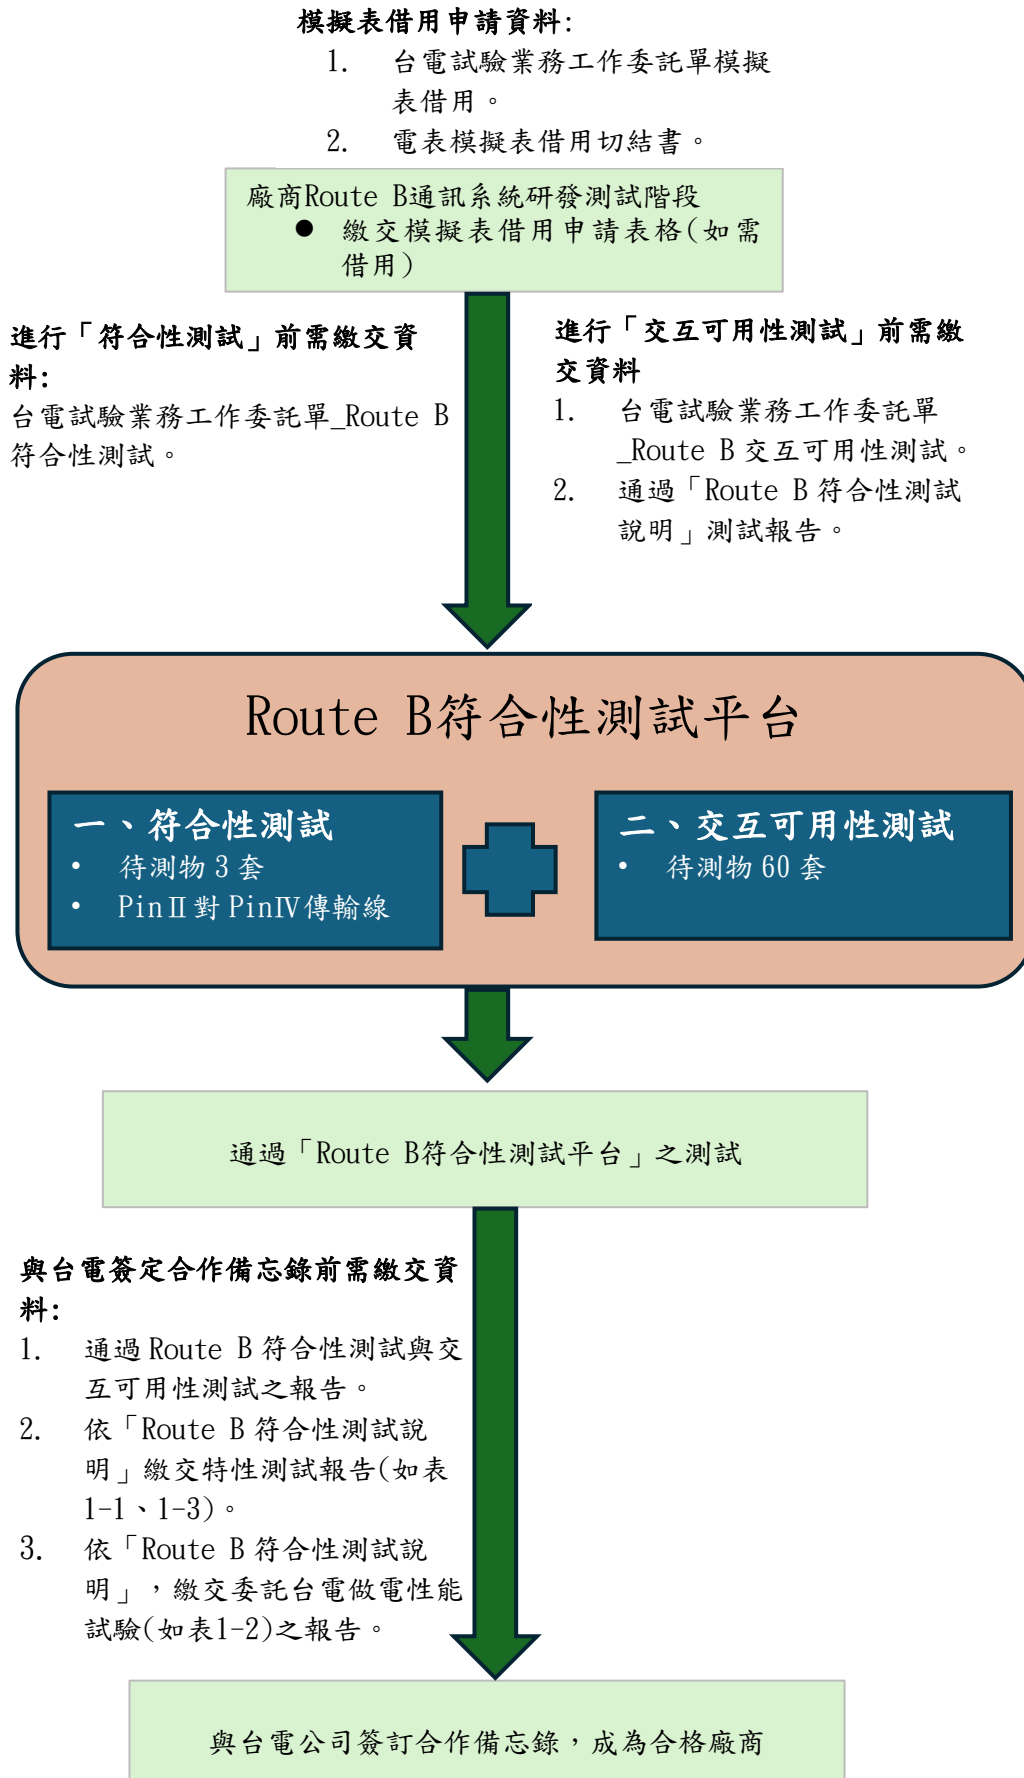 模擬表借用申請資料:
1. 台電試驗業務工作委託單模擬
表借用。
2. 電表模擬表借用切結書。
廠商Route B通訊系統研發測試階段
● 繳交模擬表借用申請表格(如需
借用)
進行「符合性測試」前需繳交資
料:
台電試驗業務工作委託單_Route B
符合性測試。
進行「交互可用性測試」前需繳
交資料
1. 台電試驗業務工作委託單
_Route B 交互可用性測試。
2. 通過「Route B 符合性測試
說明」測試報告。
Route B符合性測試平台
一、符合性測試
• 待測物 3 套
• PinⅡ對 PinⅣ傳輸線
二、交互可用性測試
• 待測物 60 套
通過「Route B符合性測試平台」之測試
與台電簽定合作備忘錄前需繳交資
料:
1. 通過 Route B 符合性測試與交
互可用性測試之報告。
2. 依「Route B 符合性測試說
明」繳交特性測試報告(如表
1-1、1-3)。
3. 依「Route B 符合性測試說
明」，繳交委託台電做電性能
試驗(如表1-2)之報告。
與台電公司簽訂合作備忘錄，成為合格廠商